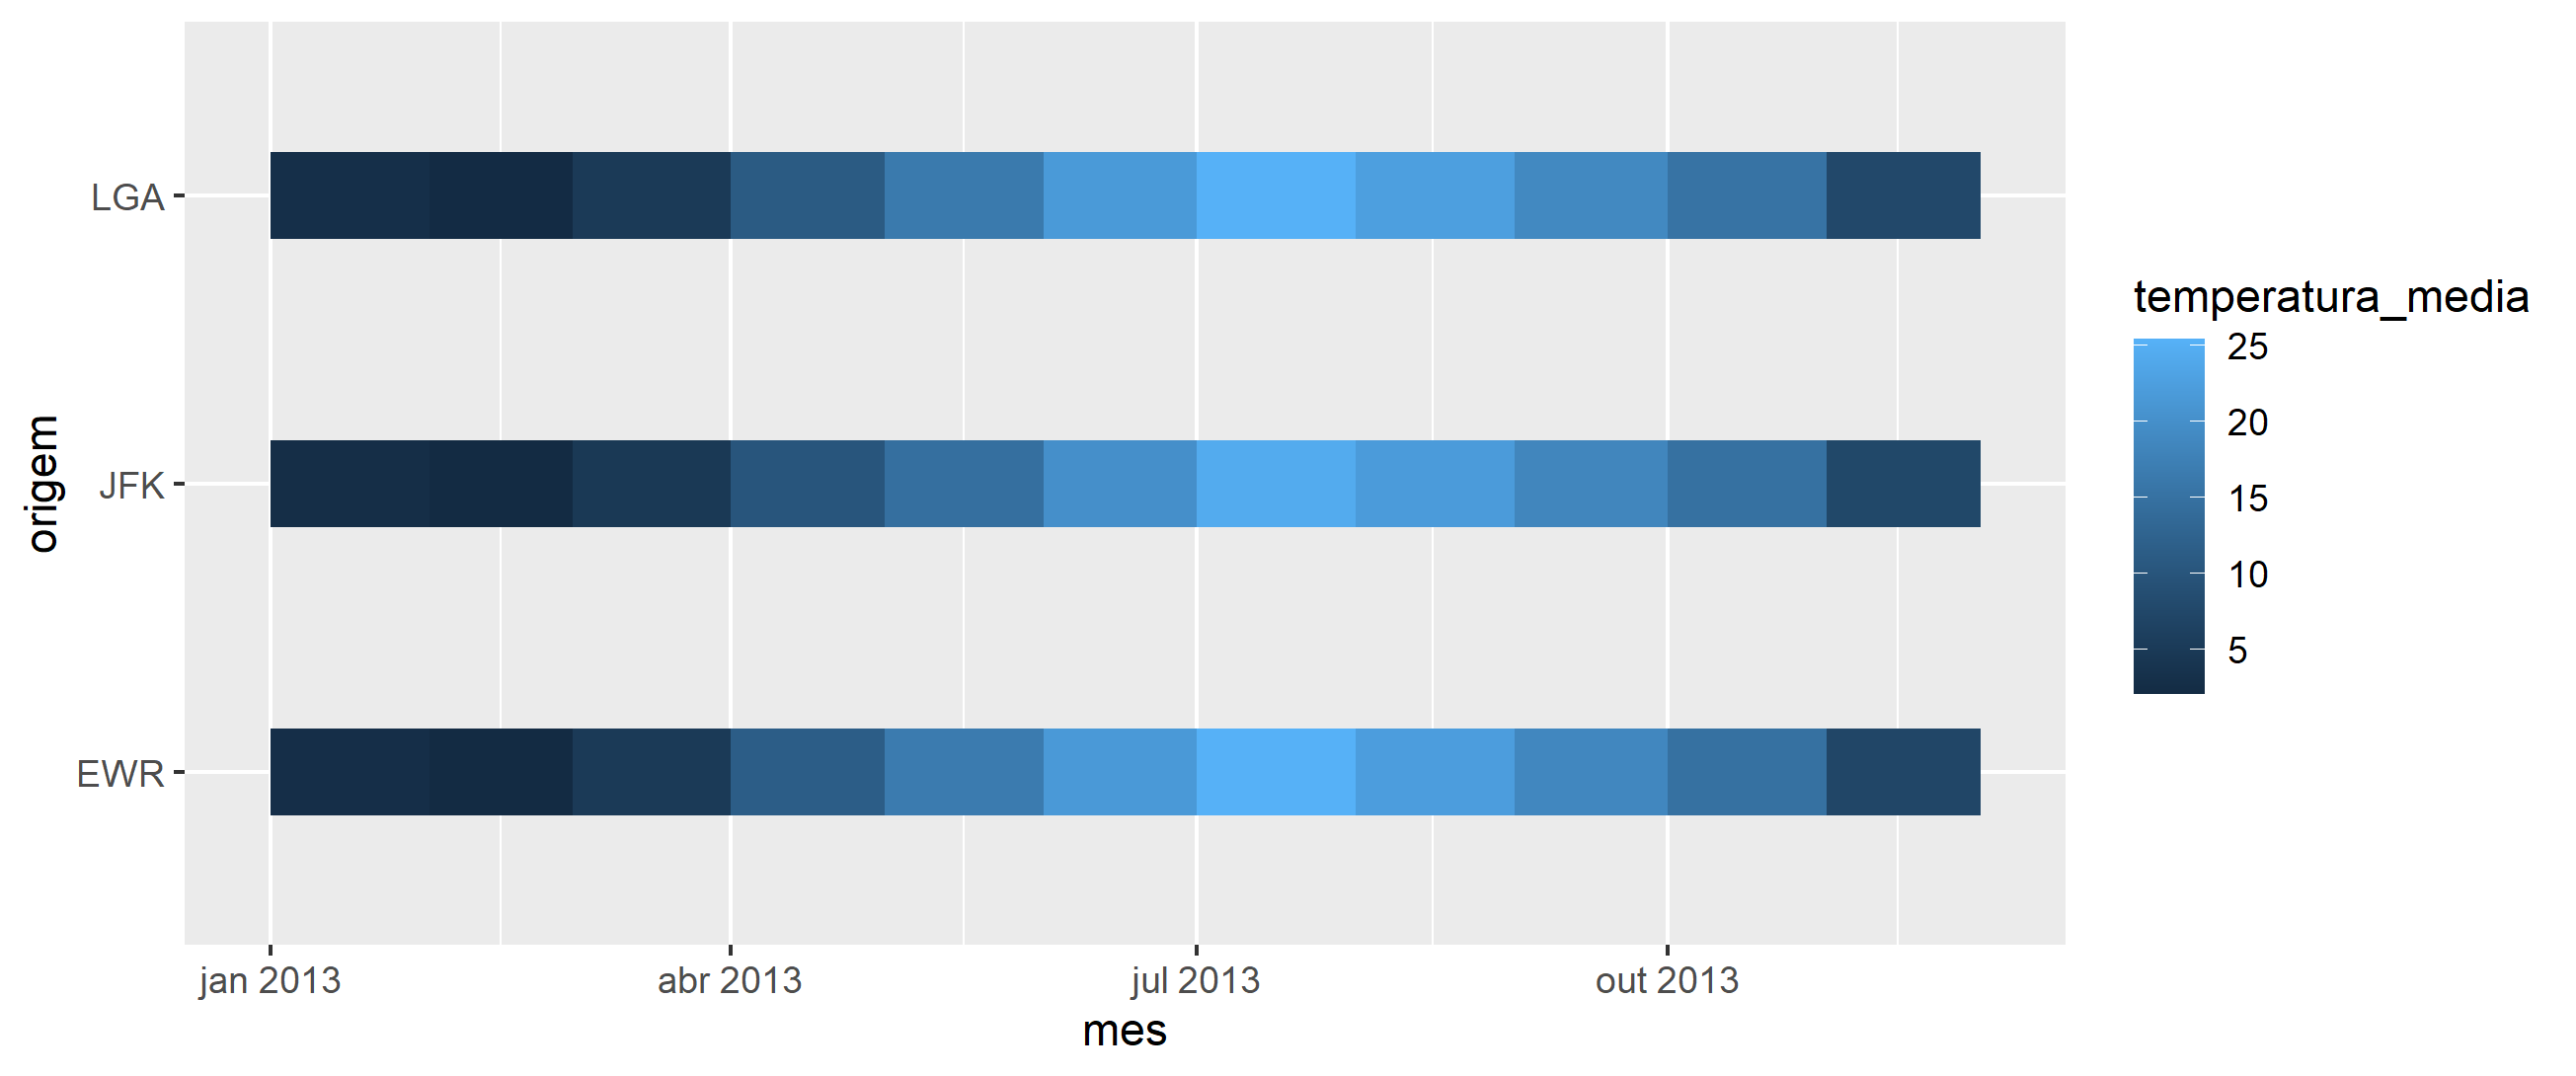 LGA
JFK
EWR
origem
jan 2013
abr 2013
jul 2013
out 2013
mes
temperatura_media
25
20
15
10
5